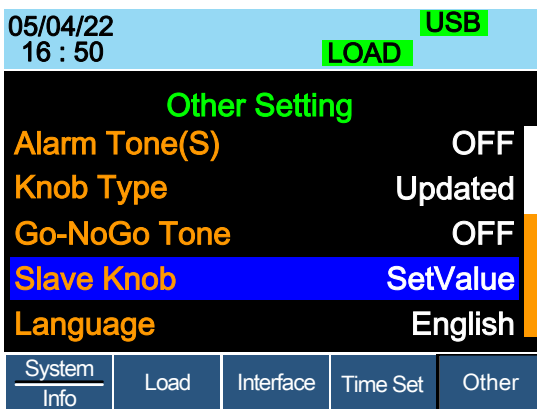 05/04/22 USB
16 : 50 LOAD
Other Setting
Alarm Tone(S) OFF
Knob Type Updated
Go-NoGo Tone OFF
Slave Knob SetValue
Language English
System Load Interface Time Set Other
Info